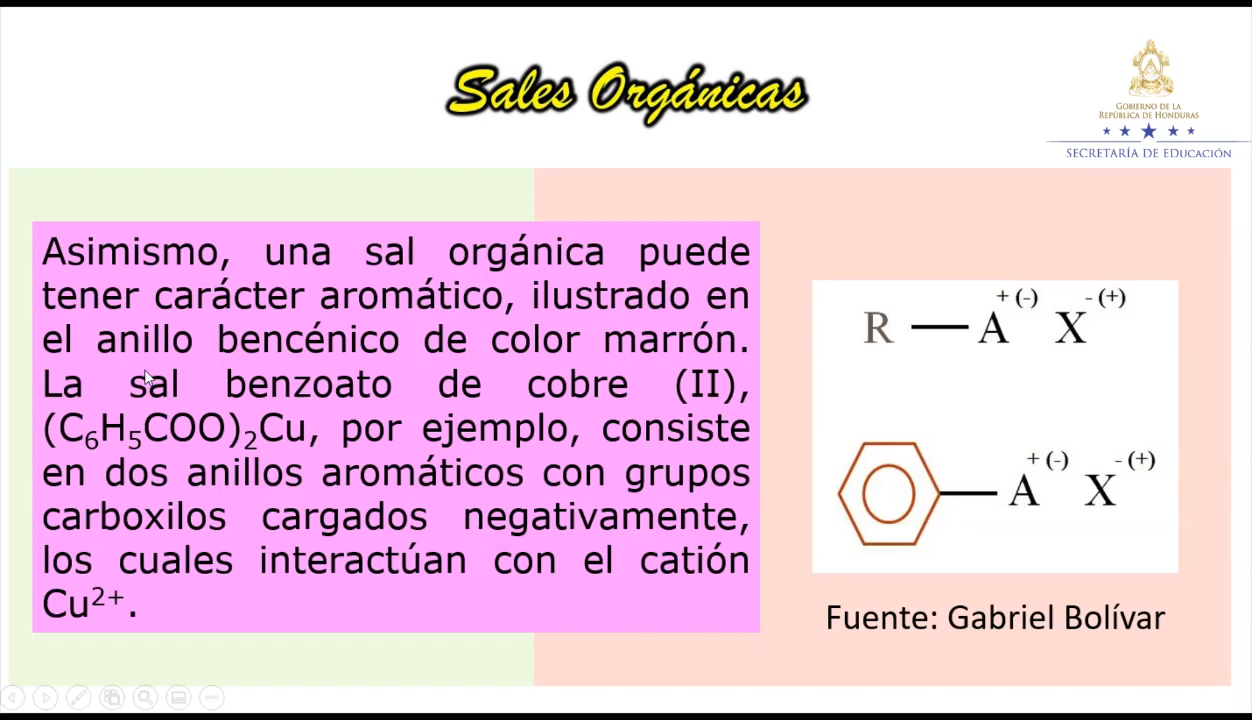 Sales Orgánicas
GOBIERNO DE LA
REPÚBLICA DE HONDURAS
SECRETARÍA DE EDUCACIÓN
Asimismo, una sal orgánica puede
tener carácter aromático, ilustrado en
el anillo bencénico de color marrón.
La sal benzoato de cobre (II),
(C₆H₅COO)₂Cu, por ejemplo, consiste
en dos anillos aromáticos con grupos
carboxilos cargados negativamente,
los cuales interactúan con el catión
Cu²⁺.
R — A⁺⁽⁻⁾ X⁻⁽⁺⁾
A⁺⁽⁻⁾ X⁻⁽⁺⁾
Fuente: Gabriel Bolívar